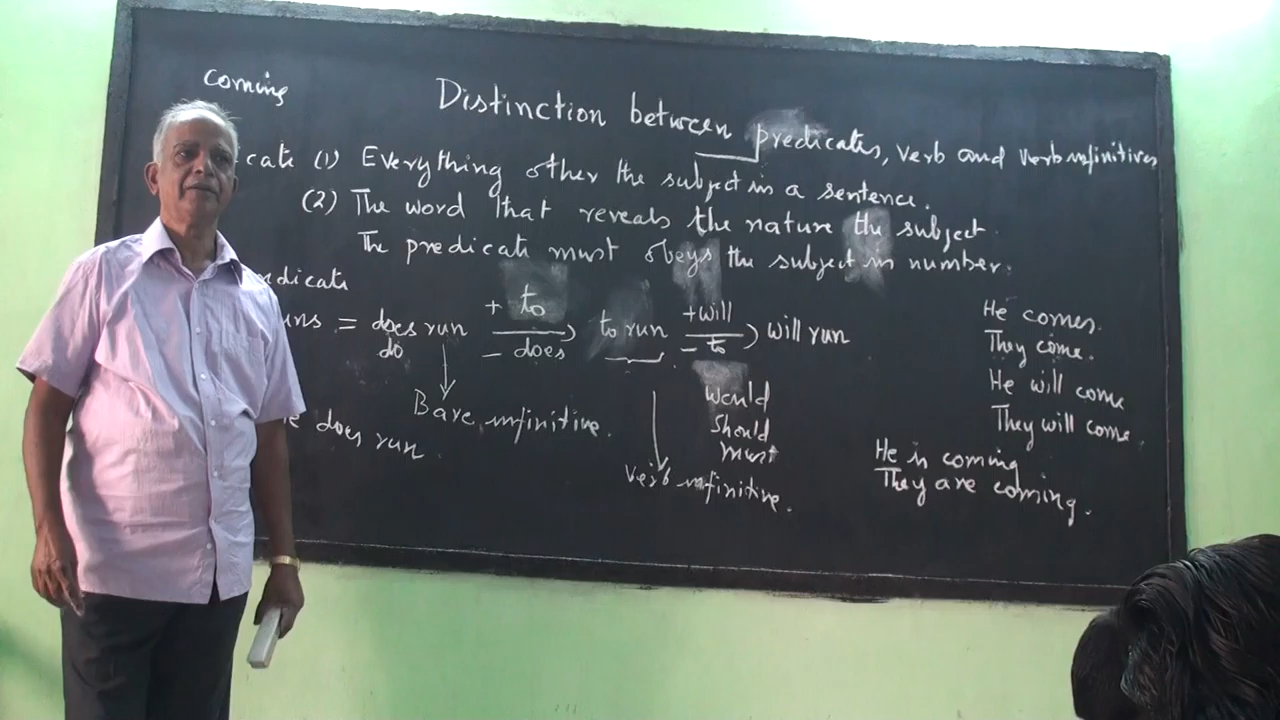 coming
Distinction between predicates, verb and verb infinitives
cate (1) Everything other the subject in a sentence.
(2) The word that reveals the nature the subject.
The predicate must obeys the subject in number.
ndicate
uns = does run + to to run + will will run
do - does - to
Bare infinitive.
would
should
must
e does run.
verb infinitive.
He comes.
They come.
He will come
They will come.
He is coming
They are coming.